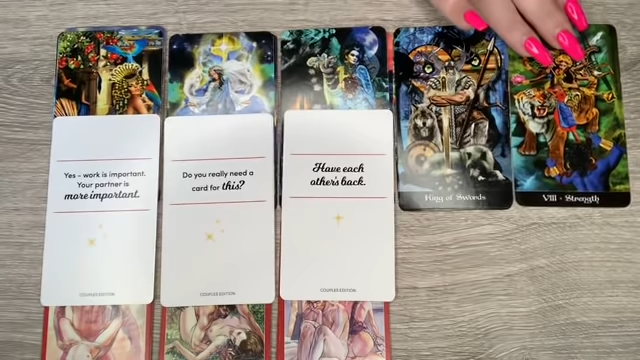 Yes – work is important.
Your partner is
more important.
COUPLES EDITION
Do you really need a
card for this?
COUPLES EDITION
Have each
other's back.
COUPLES EDITION
King of Swords
VIII • Strength